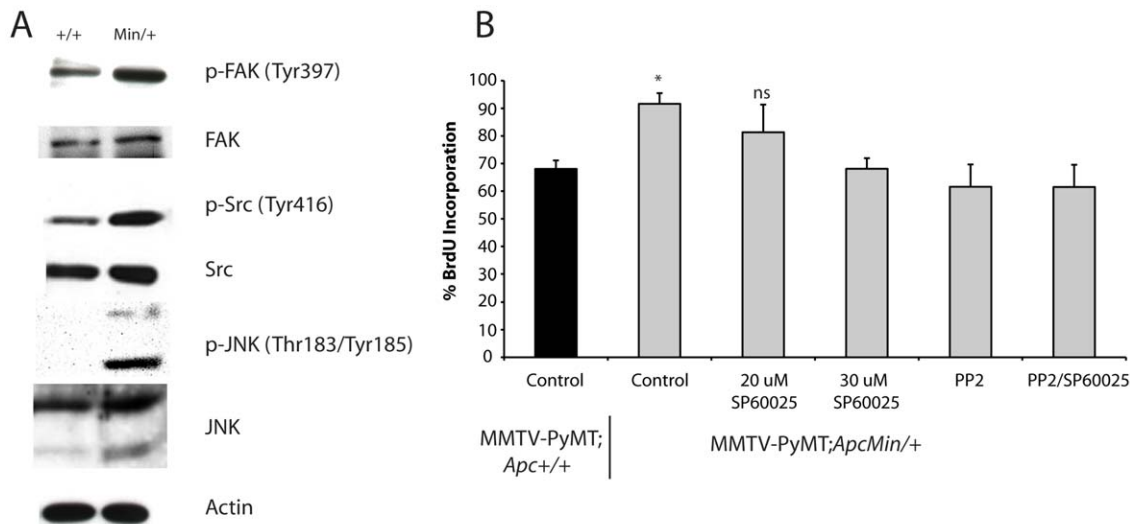 A
+/+ Min/+
p-FAK (Tyr397)
FAK
p-Src (Tyr416)
Src
p-JNK (Thr183/Tyr185)
JNK
Actin
B
% BrdU Incorporation
100
90
80
70
60
50
40
30
20
10
0
*
ns
Control
Control
20 uM
SP60025
30 uM
SP60025
PP2
PP2/SP60025
MMTV-PyMT;
Apc+/+
MMTV-PyMT;ApcMin/+